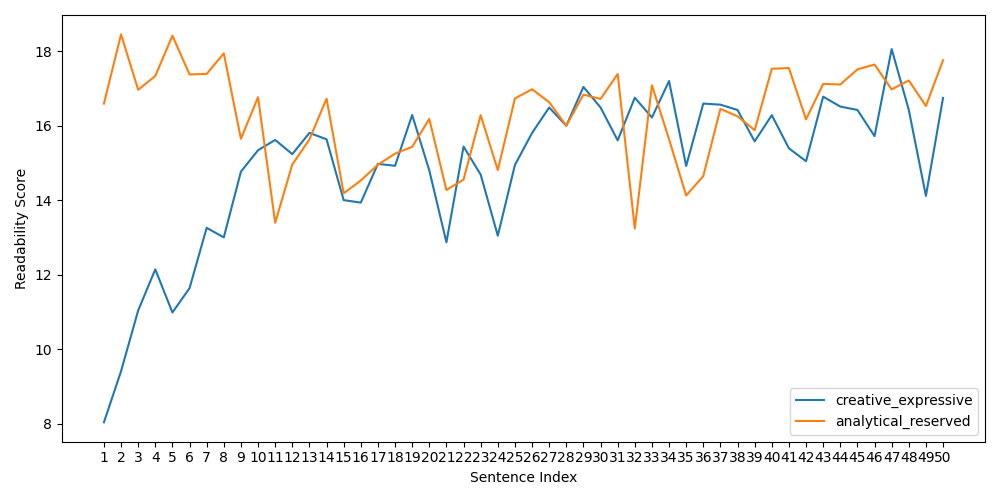 Readability Score
18
16
14
12
10
8
1 2 3 4 5 6 7 8 9 10 11 12 13 14 15 16 17 18 19 20 21 22 23 24 25 26 27 28 29 30 31 32 33 34 35 36 37 38 39 40 41 42 43 44 45 46 47 48 49 50
Sentence Index
creative_expressive
analytical_reserved